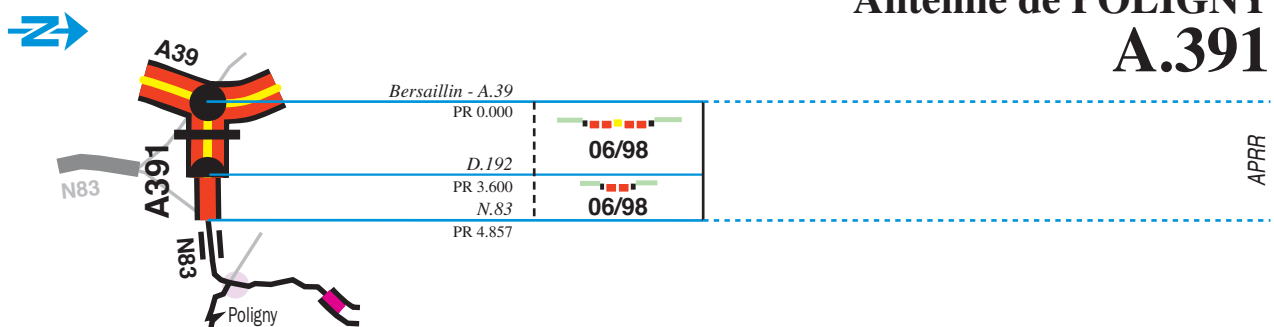 Antenne de POLIGNY
A.391
Z
A39
Bersaillin - A.39
PR 0.000
06/98
APRR
A391
N83
D.192
PR 3.600
06/98
N.83
PR 4.857
N83
Poligny